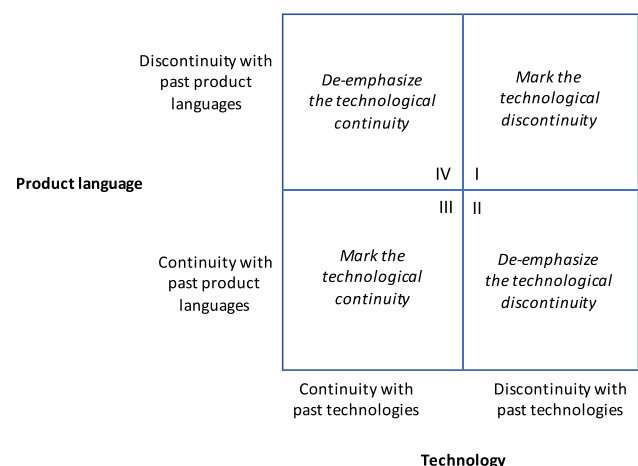 Discontinuity with
past product
languages
De-emphasize
the technological
continuity
Mark the
technological
discontinuity
IV
I
Product language
III
II
Continuity with
past product
languages
Mark the
technological
continuity
De-emphasize
the technological
discontinuity
Continuity with
past technologies
Discontinuity with
past technologies
Technology